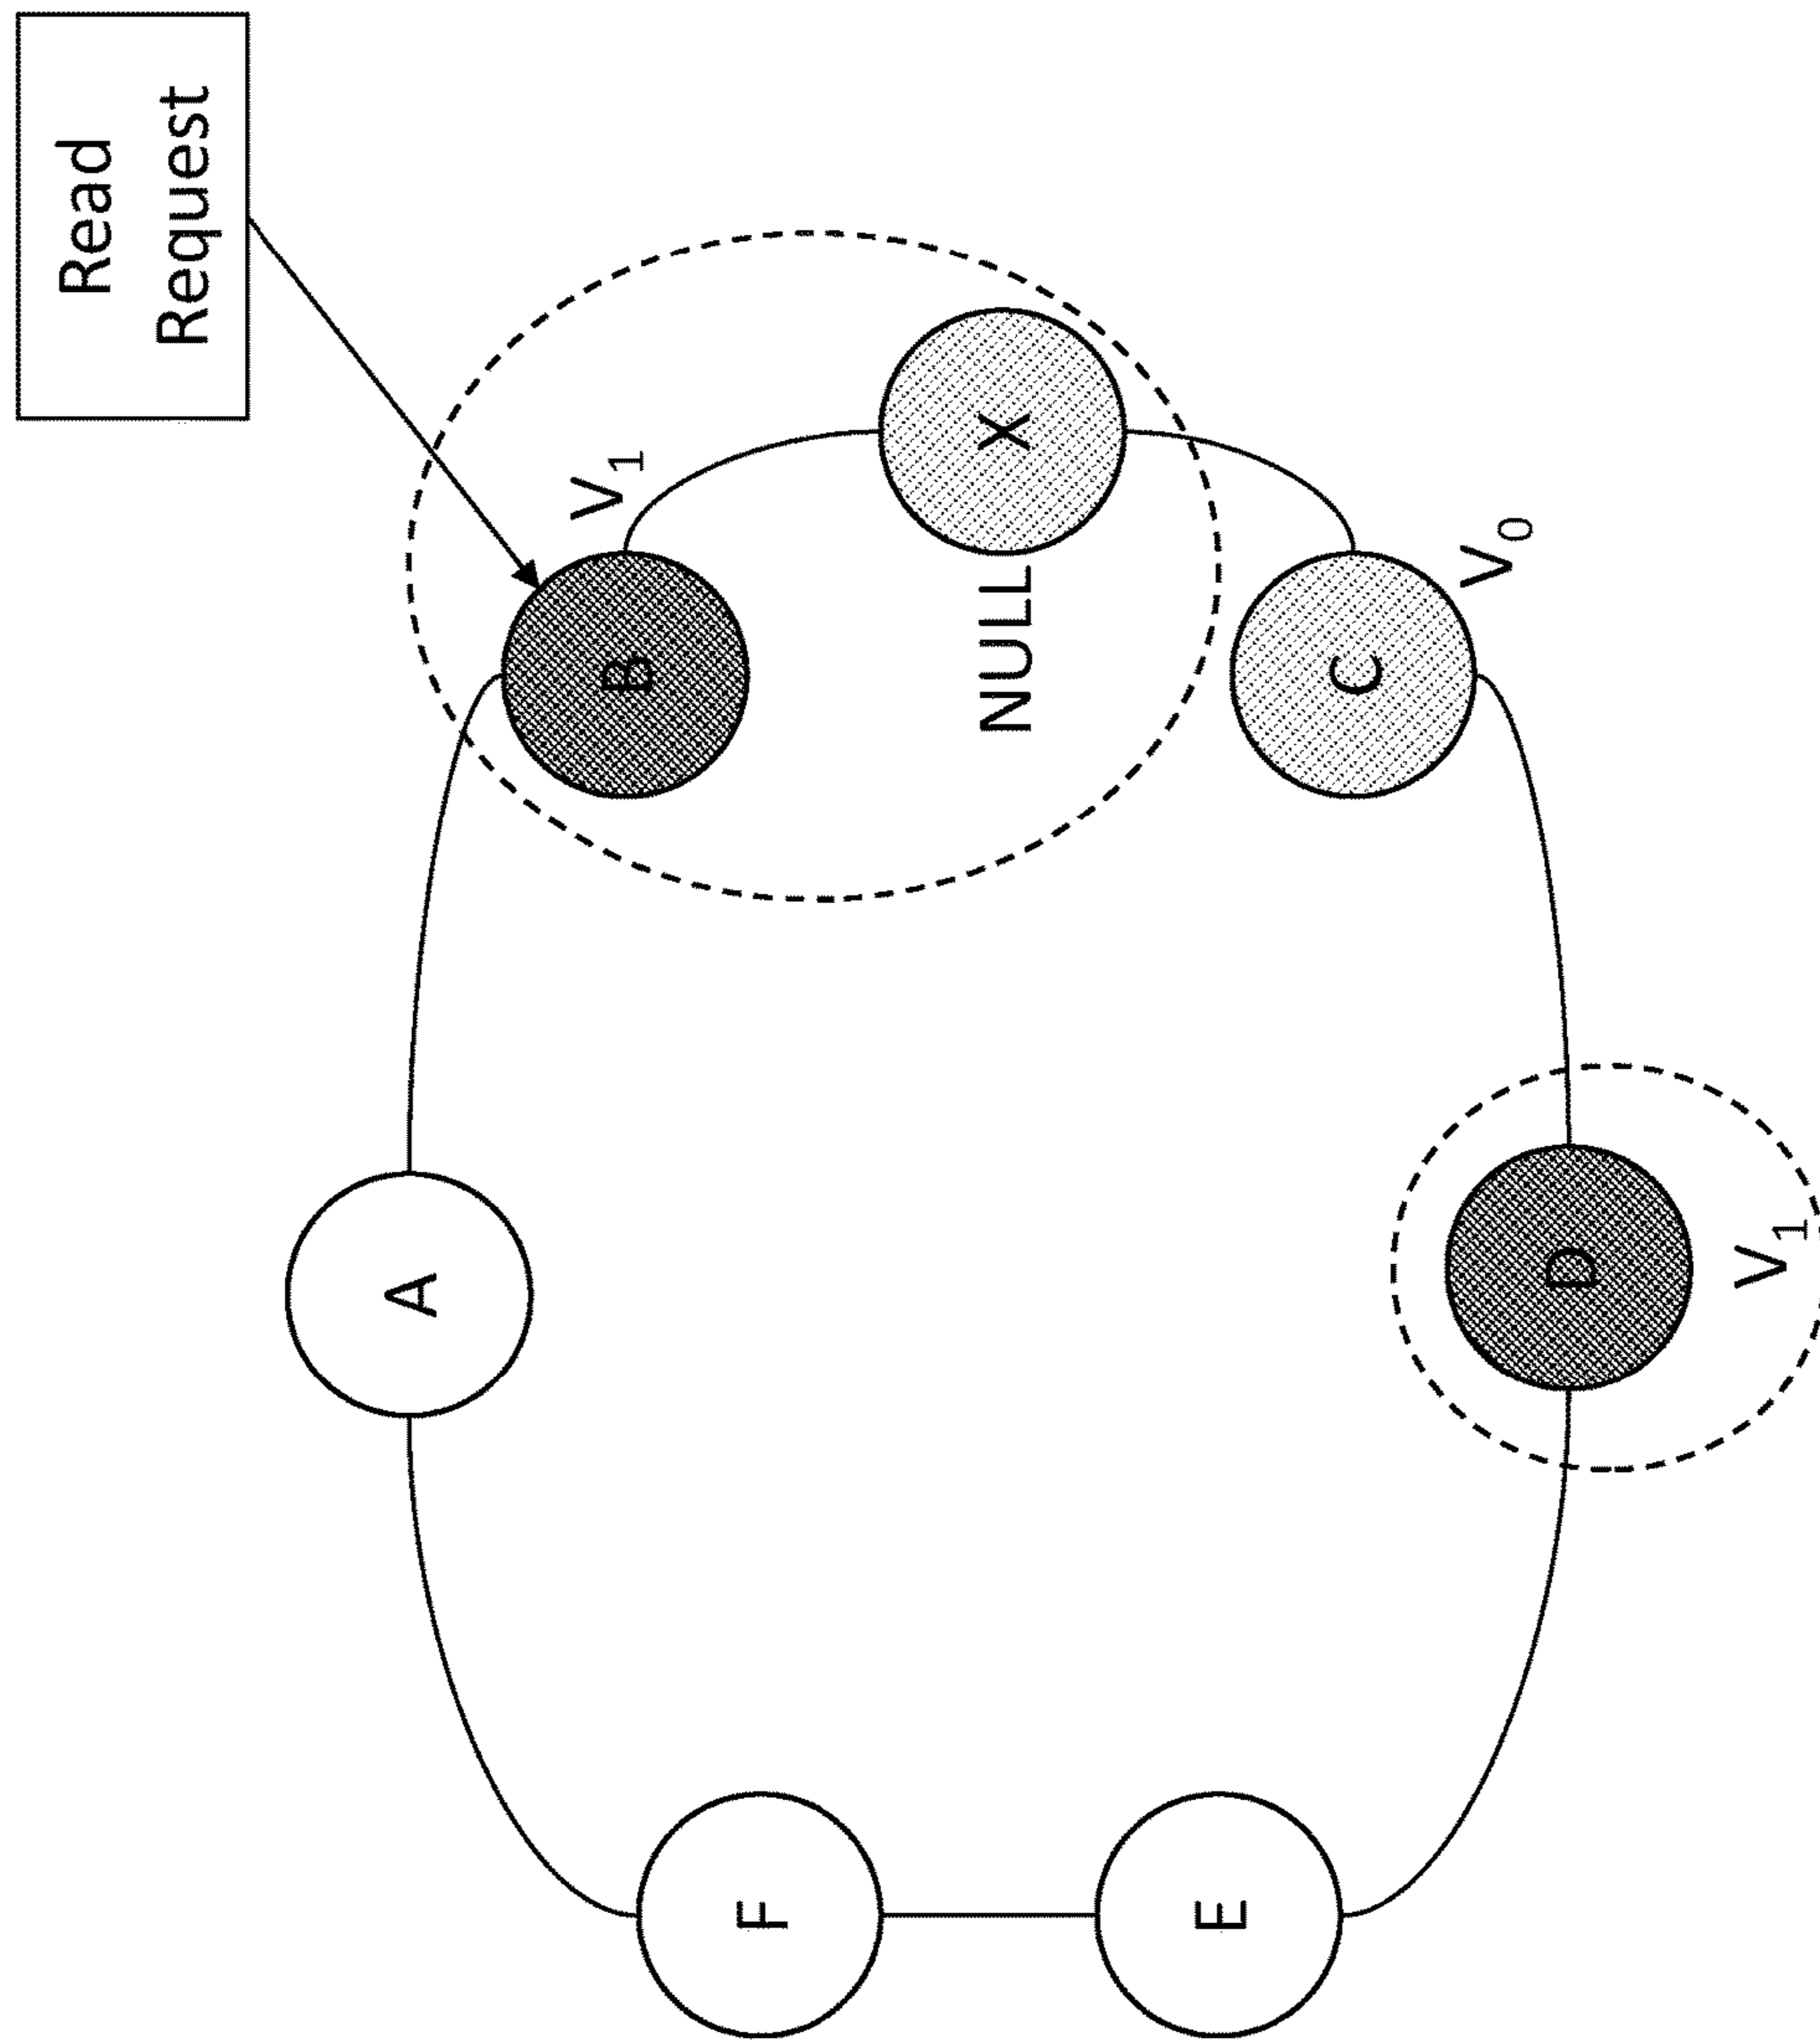 Read
Request
A
B V₁
F
NULL X
E
C
V₀
D
V₁